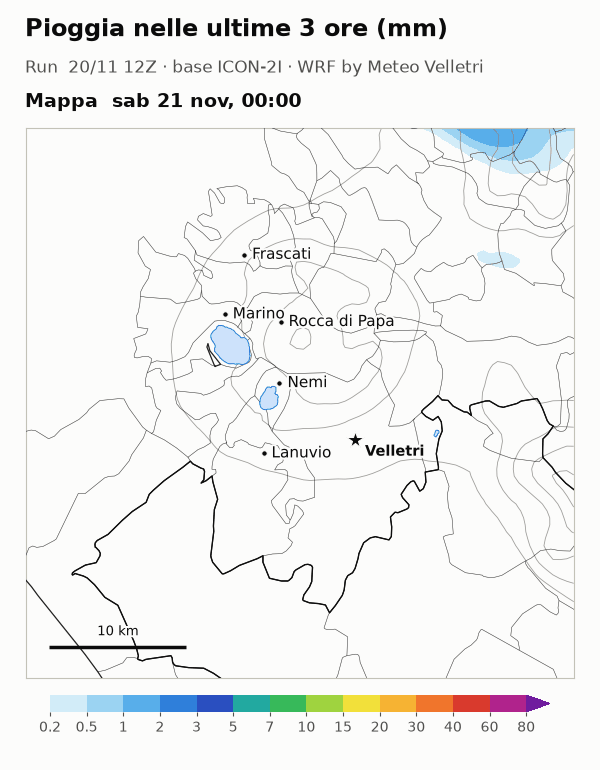 Pioggia nelle ultime 3 ore (mm)
Run  20/11 12Z · base ICON-2I · WRF by Meteo Velletri
Mappa  sab 21 nov, 00:00
Frascati
Marino
Rocca di Papa
Nemi
Velletri
Lanuvio
10 km
0.2 0.5 1 2 3 5 7 10 15 20 30 40 60 80